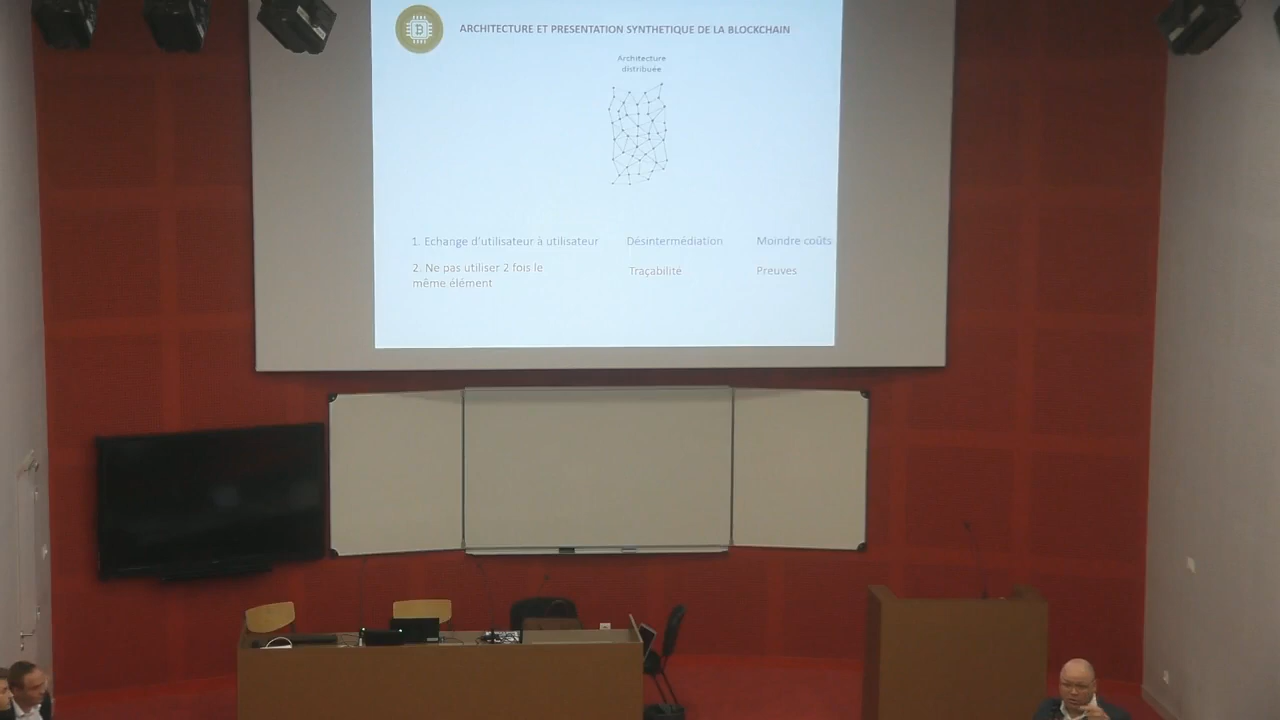 ARCHITECTURE ET PRESENTATION SYNTHETIQUE DE LA BLOCKCHAIN
Architecture
distribuée
1. Echange d'utilisateur à utilisateur Désintermédiation Moindre coûts
2. Ne pas utiliser 2 fois le
même élément
Traçabilité Preuves